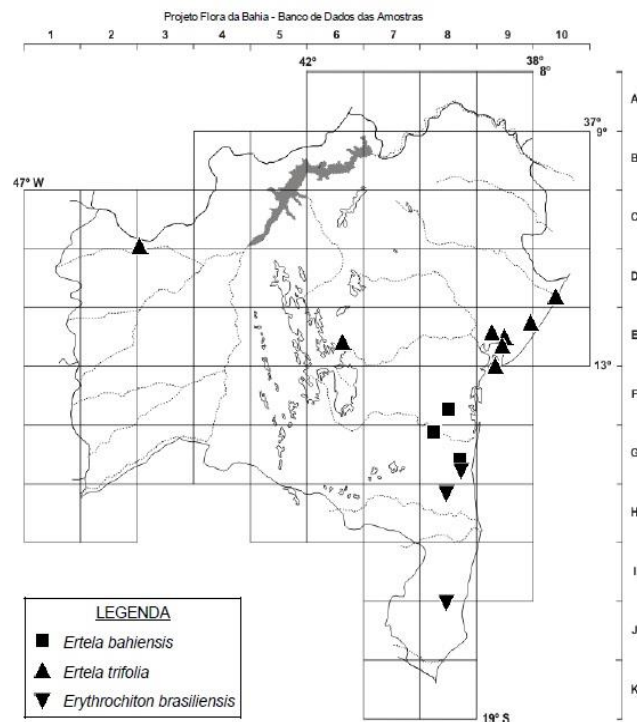 Projeto Flora da Bahia - Banco de Dados das Amostras
1 2 3 4 5 6 7 8 9 10
42° 38°
8°
A
37°
9°
B
47° W
C
D
E
13°
F
G
H
I
J
K
19° S
LEGENDA
Ertela bahiensis
Ertela trifolia
Erythrochiton brasiliensis